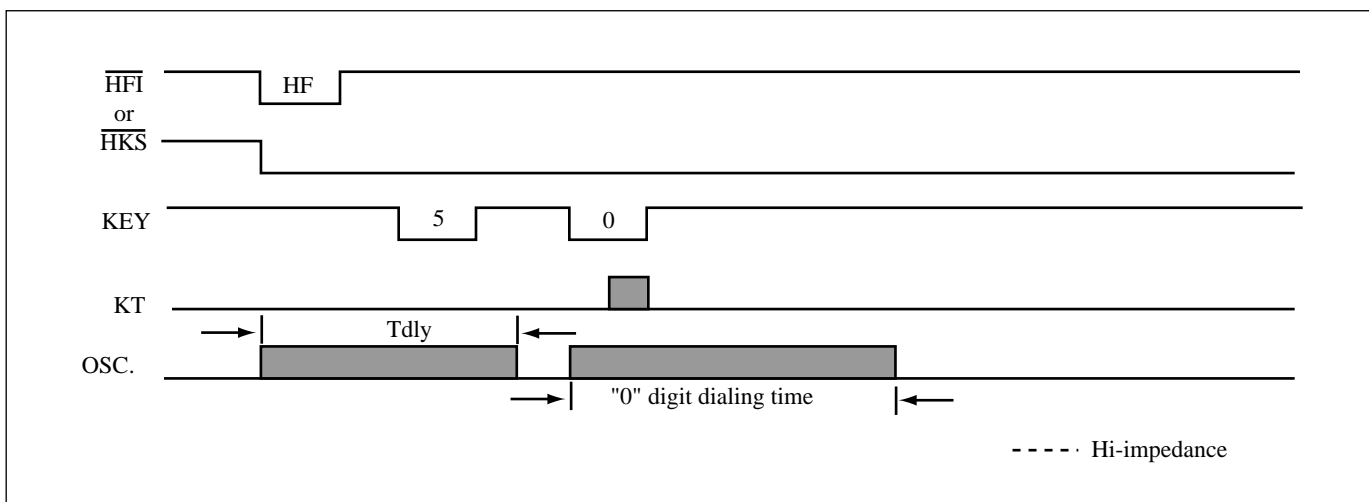 HFI HF
or
HKS
KEY 5 0
KT
Tdly
OSC.
"0" digit dialing time
Hi-impedance